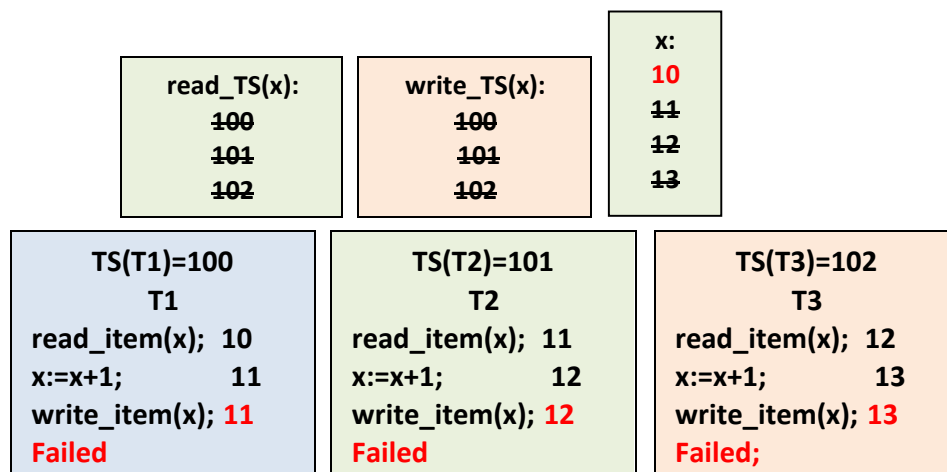 read_TS(x):
100
101
102
write_TS(x):
100
101
102
x:
10
11
12
13
TS(T1)=100
T1
read_item(x); 10
x:=x+1; 11
write_item(x); 11
Failed
TS(T2)=101
T2
read_item(x); 11
x:=x+1; 12
write_item(x); 12
Failed
TS(T3)=102
T3
read_item(x); 12
x:=x+1; 13
write_item(x); 13
Failed;